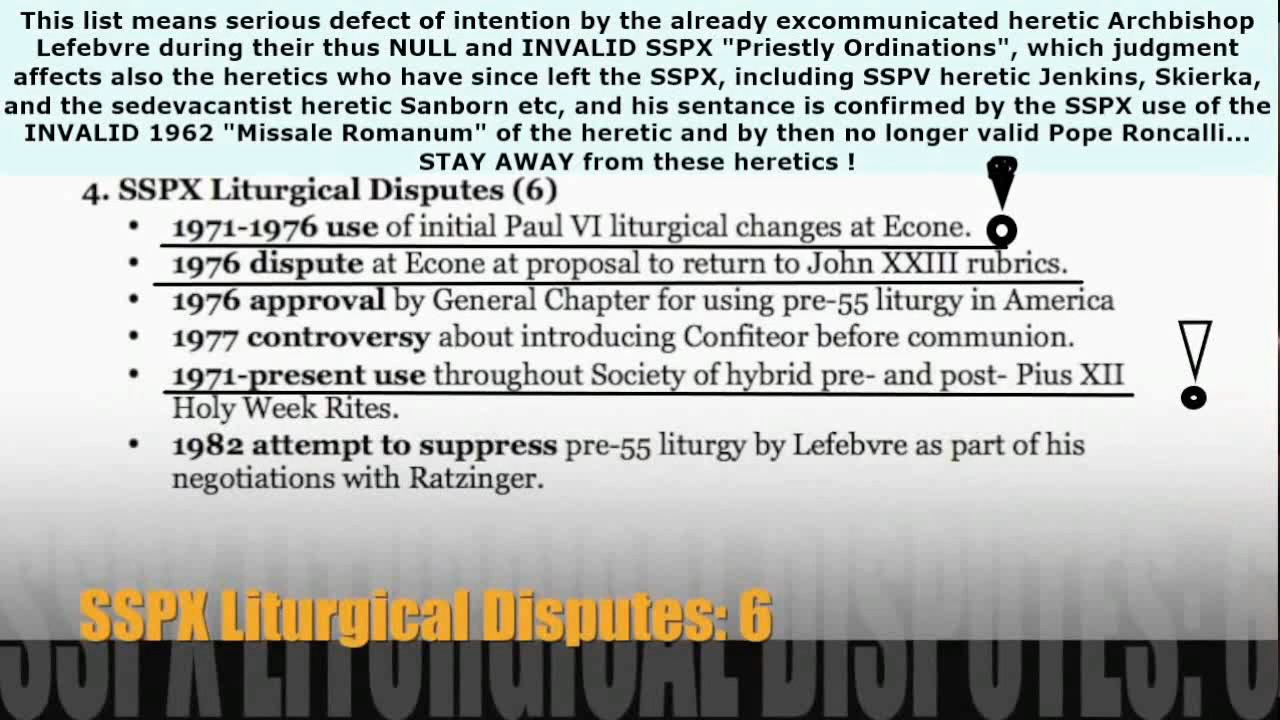 This list means serious defect of intention by the already excommunicated heretic Archbishop
Lefebvre during their thus NULL and INVALID SSPX "Priestly Ordinations", which judgment
affects also the heretics who have since left the SSPX, including SSPV heretic Jenkins, Skierka,
and the sedevacantist heretic Sanborn etc, and his sentance is confirmed by the SSPX use of the
INVALID 1962 "Missale Romanum" of the heretic and by then no longer valid Pope Roncalli...
STAY AWAY from these heretics !
4. SSPX Liturgical Disputes (6)
• 1971-1976 use of initial Paul VI liturgical changes at Econe.
• 1976 dispute at Econe at proposal to return to John XXIII rubrics.
• 1976 approval by General Chapter for using pre-55 liturgy in America
• 1977 controversy about introducing Confiteor before communion.
• 1971-present use throughout Society of hybrid pre- and post- Pius XII
Holy Week Rites.
• 1982 attempt to suppress pre-55 liturgy by Lefebvre as part of his
negotiations with Ratzinger.
SSPX Liturgical Disputes: 6
SSPX LITURGICAL DISPUTES: 6